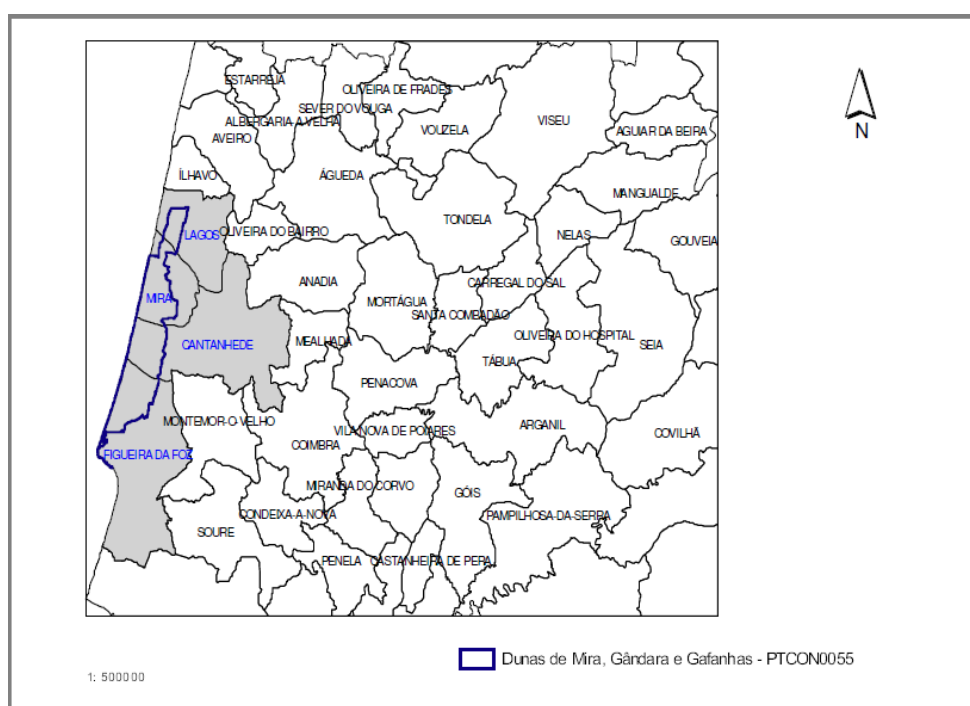 ESTARREJA
OLIVEIRA DE FRADES
SEVER DO VOUGA
ALBERGARIA-A-VELHA
VISEU
VOUZELA
AGUIAR DA BEIRA
AVEIRO
N
ÍLHAVO
ÁGUEDA
MANGUALDE
TONDELA
LAGOS
OLIVEIRA DO BAIRRO
NELAS
GOUVEIA
ANADIA
CARREGAL DO SAL
MIRA
MORTÁGUA
SANTA COMBADÃO
OLIVEIRA DO HOSPITAL
CANTANHEDE
MEALHADA
SEIA
TÁBUA
PENACOVA
MONTEMOR-O-VELHO
ARGANIL
VILA NOVA DE POIARES
COVILHÃ
COIMBRA
FIGUEIRA DA FOZ
MIRANDA DO CORVO
GÓIS
CONDEIXA-A-NOVA
PAMPILHOSA-DA-SERRA
SOURE
PENELA
CASTANHEIRA DE PERA
Dunas de Mira, Gândara e Gafanhas - PTCON0055
1: 500000